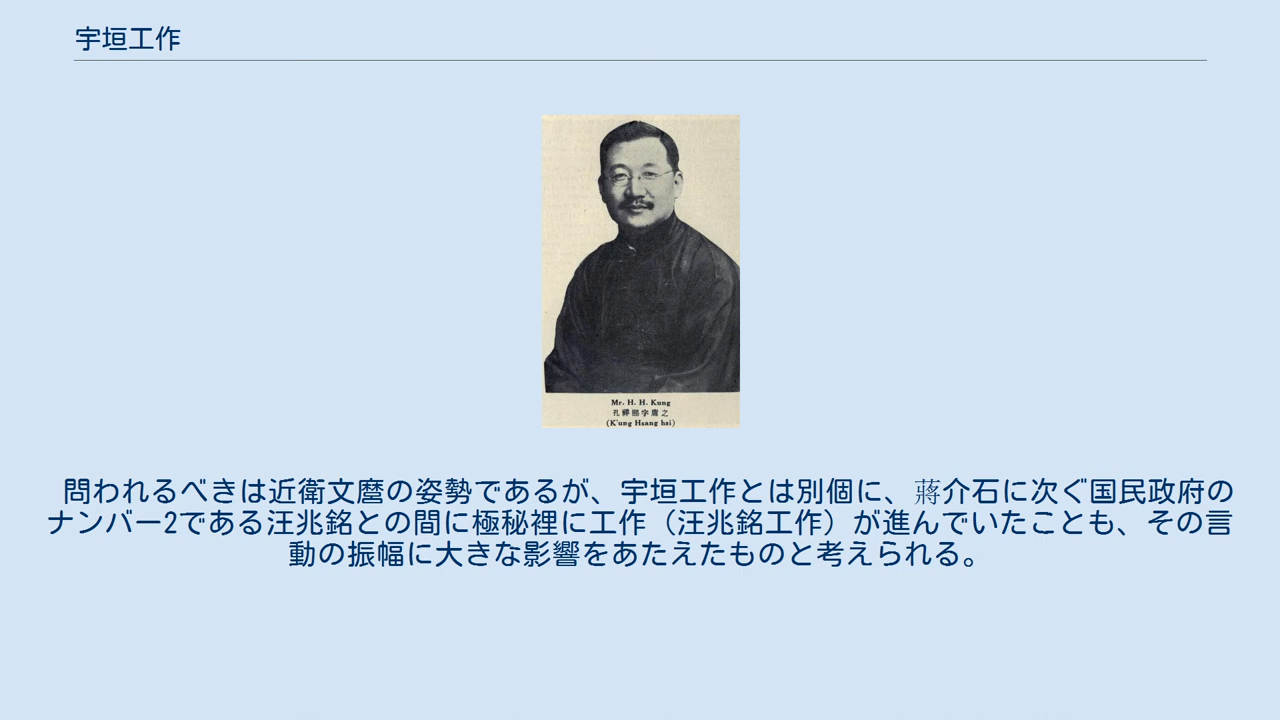 宇垣工作
Mr. H. H. Kung
孔祥熙字庸之
(K'ung Hsang hsi)
問われるべきは近衛文麿の姿勢であるが、宇垣工作とは別個に、蔣介石に次ぐ国民政府の
ナンバー2である汪兆銘との間に極秘裡に工作（汪兆銘工作）が進んでいたことも、その言
動の振幅に大きな影響をあたえたものと考えられる。